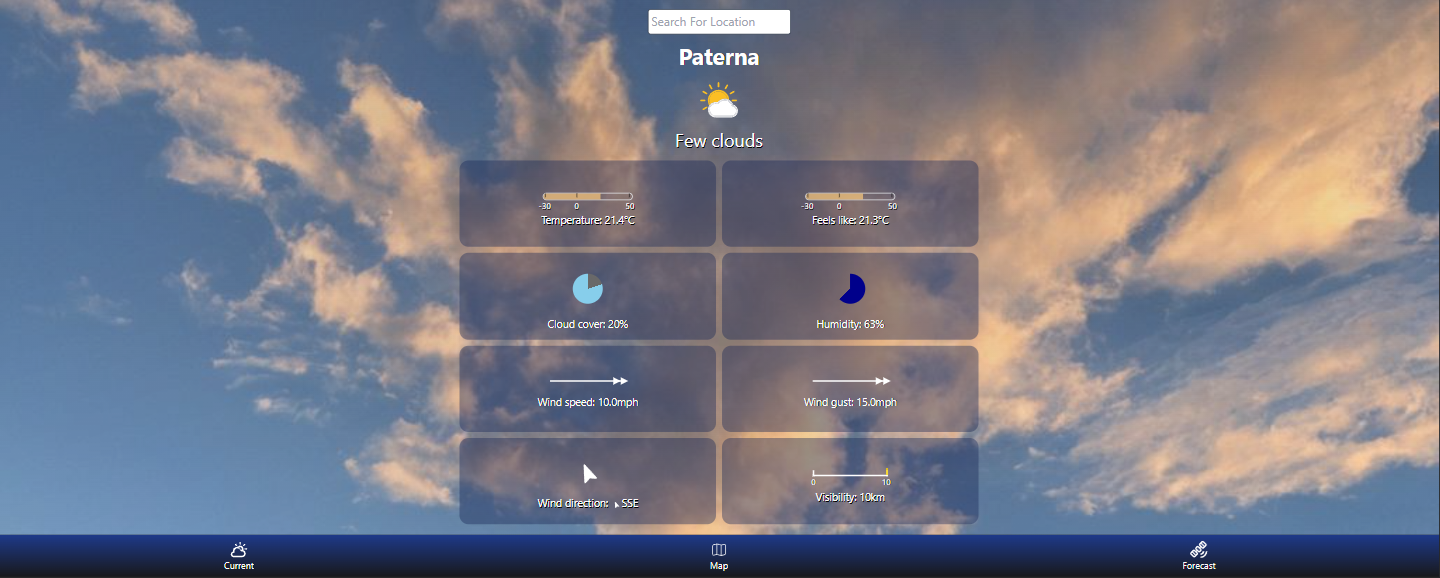 Search For Location
Paterna
Few clouds
-30 0 50
Temperature: 21.4°C
-30 0 50
Feels like: 21.3°C
Cloud cover: 20%
Humidity: 63%
Wind speed: 10.0mph
Wind gust: 15.0mph
Wind direction: SSE
0 10
Visibility: 10km
Current
Map
Forecast